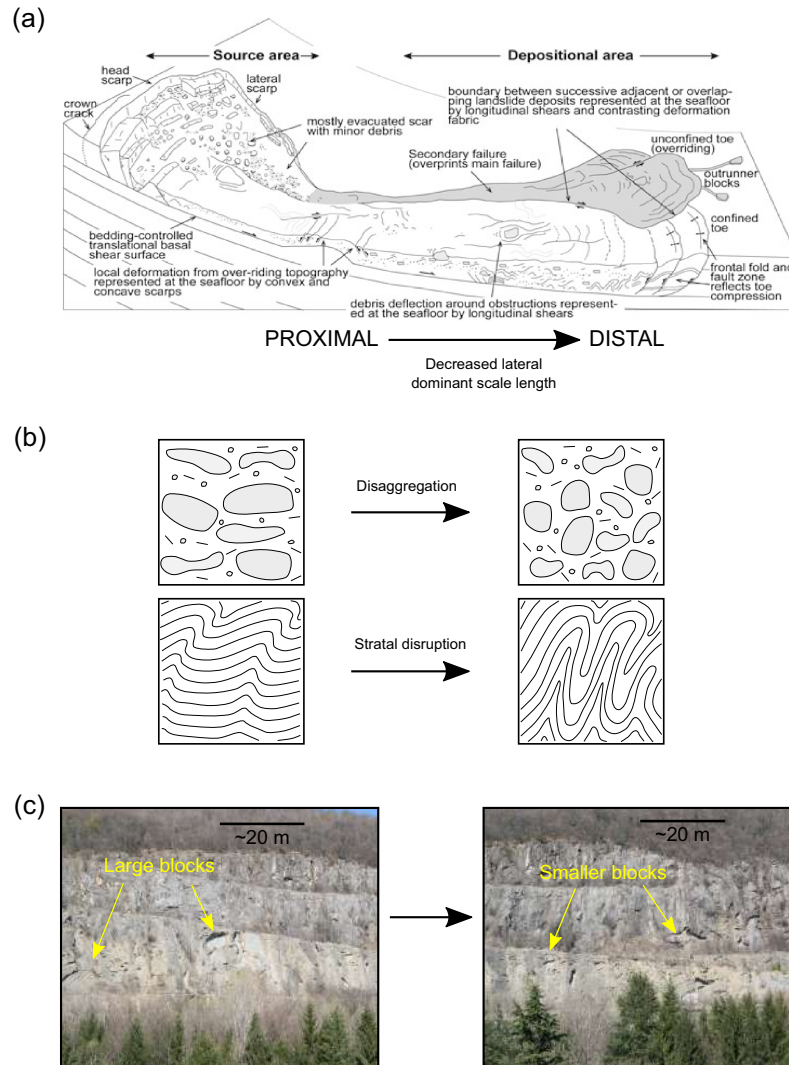 (a)
Source area
Depositional area
head
scarp
lateral
scarp
crown
crack
mostly evacuated scar
with minor debris
boundary between successive adjacent or overlap-
ping landslide deposits represented at the seafloor
by longitudinal shears and contrasting deformation
fabric
Secondary failure
(overprints main failure)
unconfined toe
(overriding)
outrunner
blocks
confined
toe
bedding-controlled
translational basal
shear surface
local deformation from over-riding topography
represented at the seafloor by convex and
concave scarps
debris deflection around obstructions represent-
ed at the seafloor by longitudinal shears
frontal fold and
fault zone
reflects toe
compression
PROXIMAL
DISTAL
Decreased lateral
dominant scale length
(b)
Disaggregation
Stratal disruption
(c)
~20 m
Large blocks
~20 m
Smaller blocks